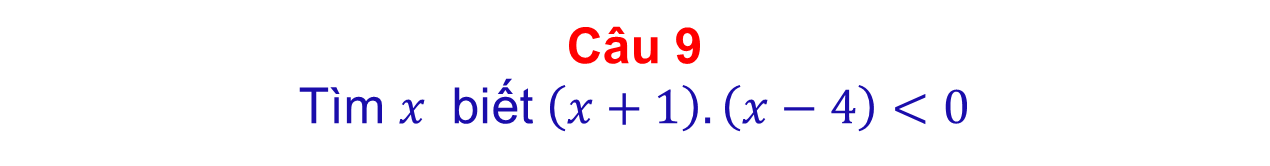 Câu 9
Tìm 𝑥 biết (𝑥 + 1).(𝑥 − 4) < 0